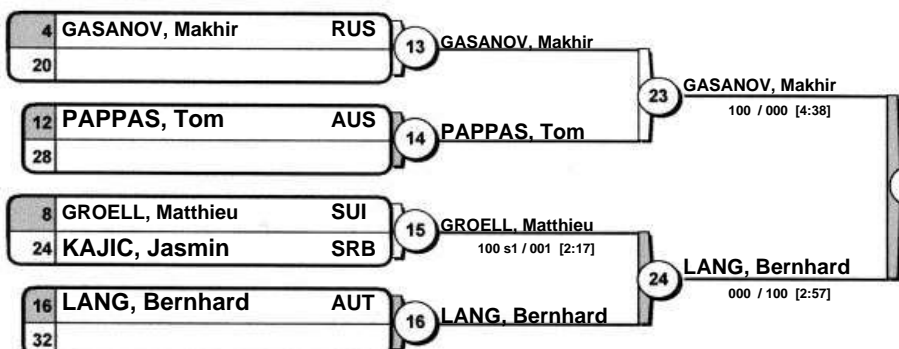 4 GASANOV, Makhir RUS
20
13 GASANOV, Makhir
23 GASANOV, Makhir
100 / 000 [4:38]
12 PAPPAS, Tom AUS
28
14 PAPPAS, Tom
8 GROELL, Matthieu SUI
24 KAJIC, Jasmin SRB
15 GROELL, Matthieu
100 s1 / 001 [2:17]
24 LANG, Bernhard
000 / 100 [2:57]
16 LANG, Bernhard AUT
32
16 LANG, Bernhard